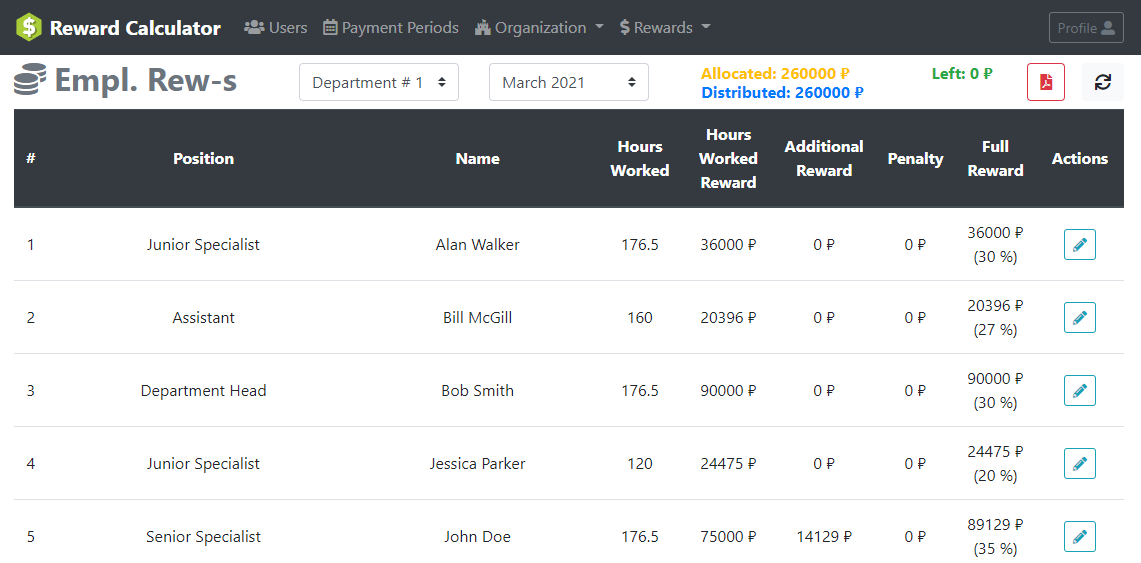 Reward Calculator Users Payment Periods Organization Rewards Profile
Empl. Rew-s Department # 1 March 2021 Allocated: 260000 ₽ Left: 0 ₽
Distributed: 260000 ₽
# Position Name Hours Worked Hours Worked Reward Additional Reward Penalty Full Reward Actions
1 Junior Specialist Alan Walker 176.5 36000 ₽ 0 ₽ 0 ₽ 36000 ₽ (30 %)
2 Assistant Bill McGill 160 20396 ₽ 0 ₽ 0 ₽ 20396 ₽ (27 %)
3 Department Head Bob Smith 176.5 90000 ₽ 0 ₽ 0 ₽ 90000 ₽ (30 %)
4 Junior Specialist Jessica Parker 120 24475 ₽ 0 ₽ 0 ₽ 24475 ₽ (20 %)
5 Senior Specialist John Doe 176.5 75000 ₽ 14129 ₽ 0 ₽ 89129 ₽ (35 %)